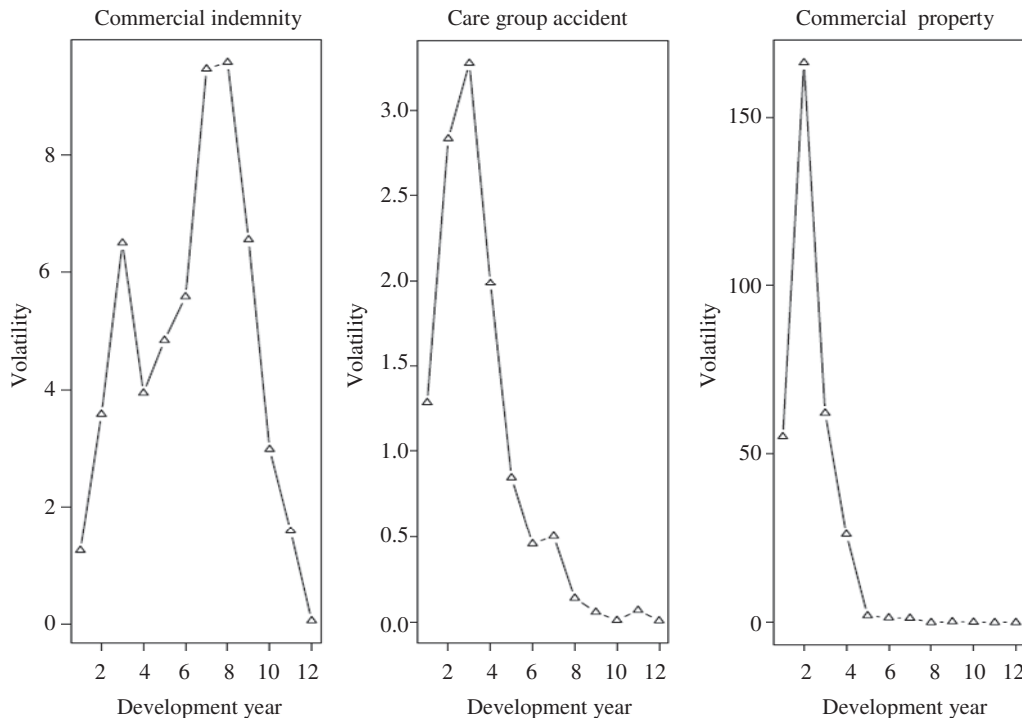 Commercial indemnity
Volatility
8
6
4
2
0
2 4 6 8 10 12
Development year
Care group accident
Volatility
3.0
2.5
2.0
1.5
1.0
0.5
0.0
2 4 6 8 10 12
Development year
Commercial property
Volatility
150
100
50
0
2 4 6 8 10 12
Development year